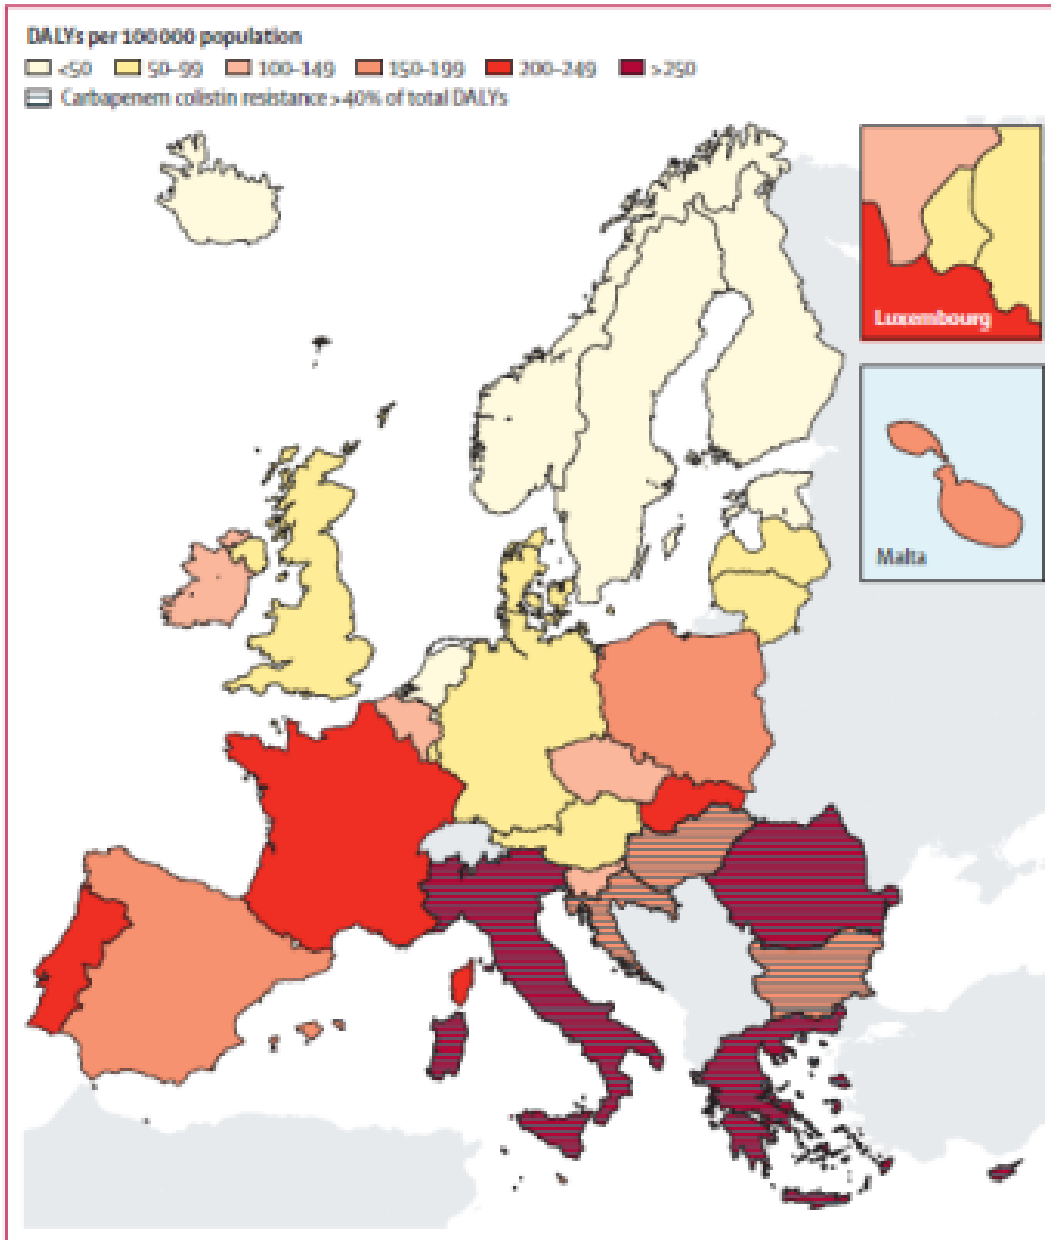 DALYs per 100 000 population
<50 50–99 100–149 150–199 200–249 >250
Carbapenem colistin resistance >40% of total DALYs
Luxembourg
Malta